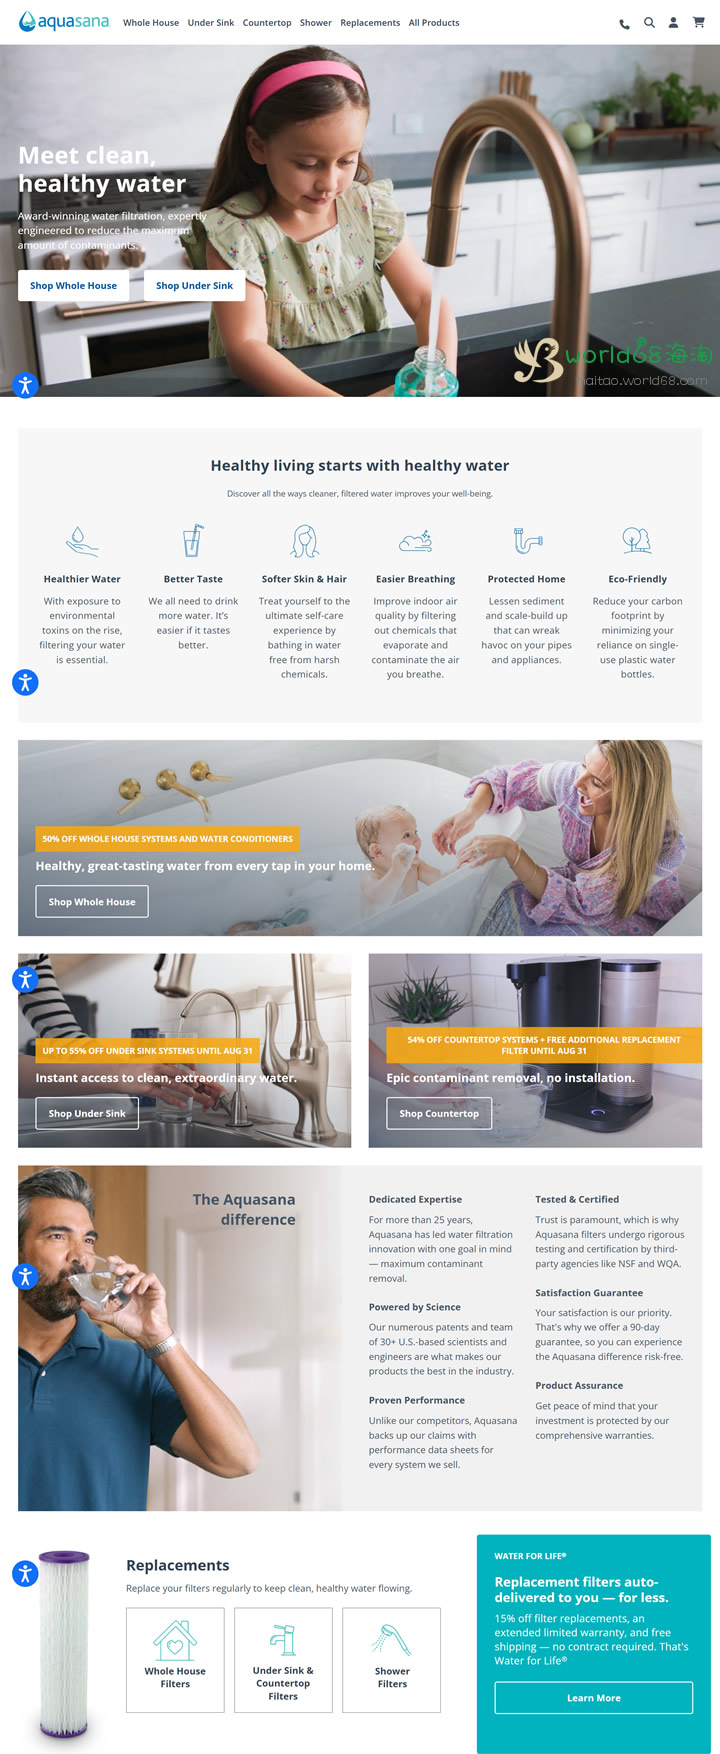 aquasana
Whole House Under Sink Countertop Shower Replacements All Products
Meet clean,
healthy water
Award-winning water filtration, expertly
engineered to reduce the maximum
amount of contaminants.
Shop Whole House
Shop Under Sink
world68海淘
haitao.world68.com
Healthy living starts with healthy water
Discover all the ways cleaner, filtered water improves your well-being.
Healthier Water
With exposure to
environmental
toxins on the rise,
filtering your water
is essential.
Better Taste
We all need to drink
more water. It's
easier if it tastes
better.
Softer Skin & Hair
Treat yourself to the
ultimate self-care
experience by
bathing in water
free from harsh
chemicals.
Easier Breathing
Improve indoor air
quality by filtering
out chemicals that
evaporate and
contaminate the air
you breathe.
Protected Home
Lessen sediment
and scale-build up
that can wreak
havoc on your pipes
and appliances.
Eco-Friendly
Reduce your carbon
footprint by
minimizing your
reliance on single-
use plastic water
bottles.
50% OFF WHOLE HOUSE SYSTEMS AND WATER CONDITIONERS
Healthy, great-tasting water from every tap in your home.
Shop Whole House
UP TO 55% OFF UNDER SINK SYSTEMS UNTIL AUG 31
Instant access to clean, extraordinary water.
Shop Under Sink
54% OFF COUNTERTOP SYSTEMS + FREE ADDITIONAL REPLACEMENT
FILTER UNTIL AUG 31
Epic contaminant removal, no installation.
Shop Countertop
The Aquasana
difference
Dedicated Expertise
For more than 25 years,
Aquasana has led water filtration
innovation with one goal in mind
— maximum contaminant
removal.
Powered by Science
Our numerous patents and team
of 30+ U.S.-based scientists and
engineers are what makes our
products the best in the industry.
Proven Performance
Unlike our competitors, Aquasana
backs up our claims with
performance data sheets for
every system we sell.
Tested & Certified
Trust is paramount, which is why
Aquasana filters undergo rigorous
testing and certification by third-
party agencies like NSF and WQA.
Satisfaction Guarantee
Your satisfaction is our priority.
That's why we offer a 90-day
guarantee, so you can experience
the Aquasana difference risk-free.
Product Assurance
Get peace of mind that your
investment is protected by our
comprehensive warranties.
Replacements
Replace your filters regularly to keep clean, healthy water flowing.
Whole House
Filters
Under Sink &
Countertop
Filters
Shower
Filters
WATER FOR LIFE®
Replacement filters auto-
delivered to you — for less.
15% off filter replacements, an
extended limited warranty, and free
shipping — no contract required. That's
Water for Life®
Learn More